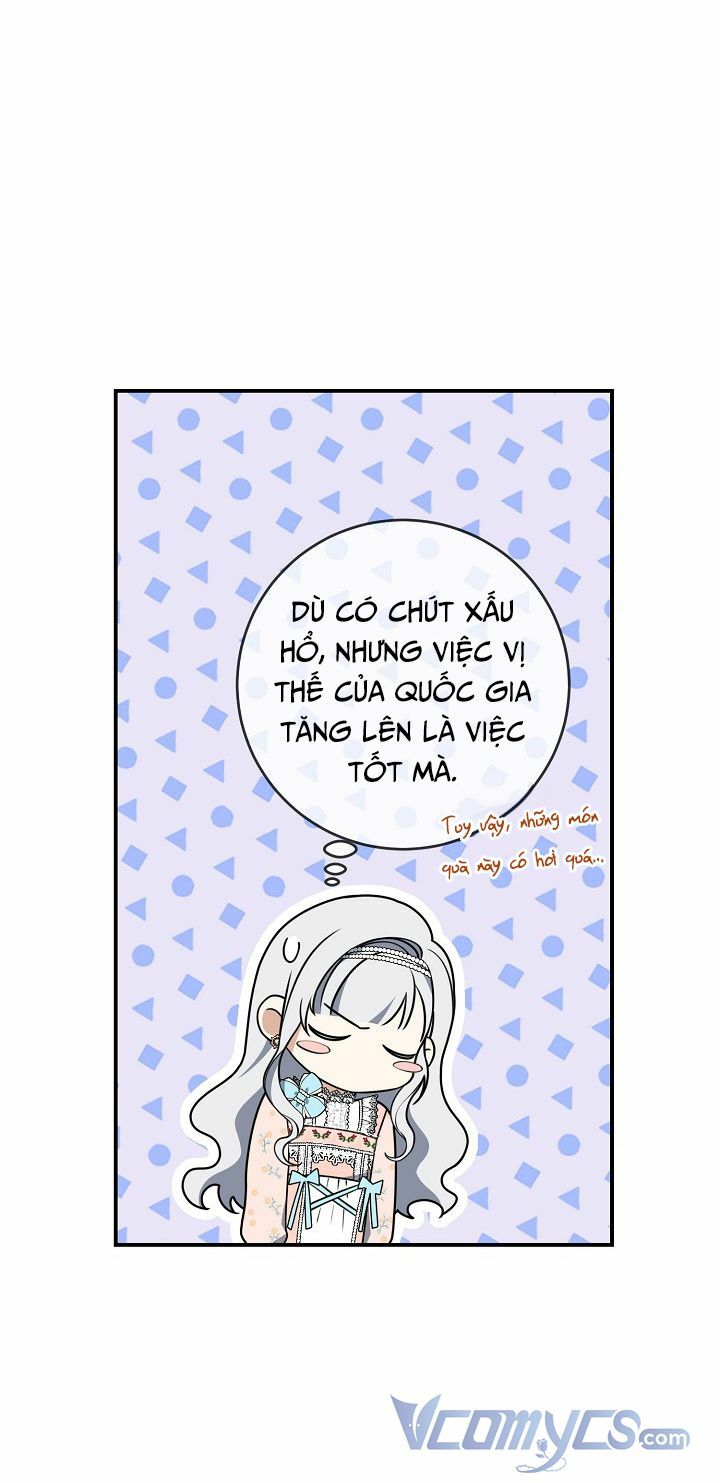 DÙ CÓ CHÚT XẤU
HỔ, NHƯNG VIỆC VỊ
THẾ CỦA QUỐC GIA
TĂNG LÊN LÀ VIỆC
TỐT MÀ.
Tuy vậy, những món
quà này có hơi quá...
VCOMYCS.com